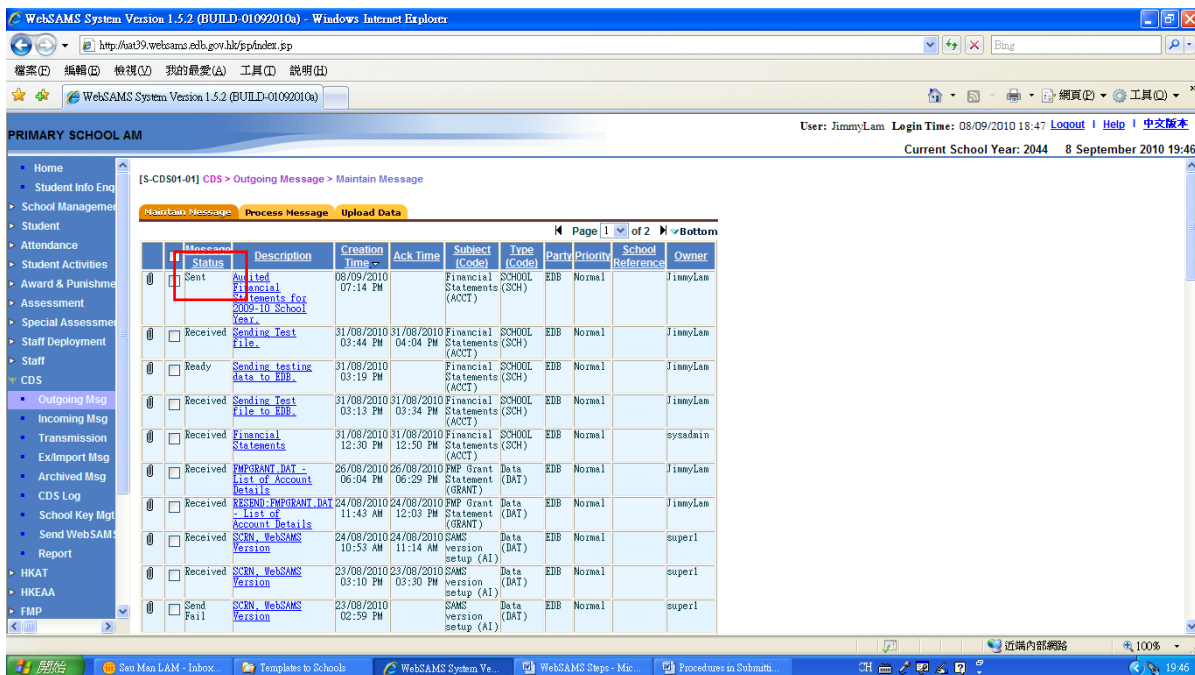 WebSAMS System Version 1.5.2 (BUILD-01092010a) - Windows Internet Explorer
http://uat39.websams.edb.gov.hk/jsp/index.jsp
Bing
檔案(F) 編輯(E) 檢視(V) 我的最愛(A) 工具(T) 說明(H)
WebSAMS System Version 1.5.2 (BUILD-01092010a)
網頁(P) 工具(O)
PRIMARY SCHOOL AM
User: JimmyLam Login Time: 08/09/2010 18:47 Logout | Help | 中文版本
Current School Year: 2044 8 September 2010 19:46
Home
Student Info Enq
School Managemen
Student
Attendance
Student Activities
Award & Punishme
Assessment
Special Assessmen
Staff Deployment
Staff
CDS
Outgoing Msg
Incoming Msg
Transmission
Ex/Import Msg
Archived Msg
CDS Log
School Key Mgt
Send WebSAMS
Report
HKAT
HKEAA
FMP
[S-CDS01-01] CDS > Outgoing Message > Maintain Message
Maintain Message Process Message Upload Data
Page 1 of 2 Bottom
Message Status Description Creation Time Ack Time Subject (Code) Type (Code) Party Priority School Reference Owner
Sent Audited Financial Statements for 2009-10 School Year. 08/09/2010 07:14 PM Financial Statements (ACCT) SCHOOL (SCH) EDB Normal JimmyLam
Received Sending Test file. 31/08/2010 03:44 PM 31/08/2010 04:04 PM Financial Statements (ACCT) SCHOOL (SCH) EDB Normal JimmyLam
Ready Sending testing data to EDB. 31/08/2010 03:19 PM Financial Statements (ACCT) SCHOOL (SCH) EDB Normal JimmyLam
Received Sending Test file to EDB. 31/08/2010 03:13 PM 31/08/2010 03:34 PM Financial Statements (ACCT) SCHOOL (SCH) EDB Normal JimmyLam
Received Financial Statements 31/08/2010 12:30 PM 31/08/2010 12:50 PM Financial Statements (ACCT) SCHOOL (SCH) EDB Normal sysadmin
Received FMPGRANT.DAT - List of Account Details 26/08/2010 06:04 PM 26/08/2010 06:29 PM FMP Grant Statement (GRANT) Data (DAT) EDB Normal JimmyLam
Received RESEND:FMPGRANT.DAT - List of Account Details 24/08/2010 11:43 AM 24/08/2010 12:03 PM FMP Grant Statement (GRANT) Data (DAT) EDB Normal JimmyLam
Received SCRN, WebSAMS Version 24/08/2010 10:53 AM 24/08/2010 11:14 AM SAMS version setup (AI) Data (DAT) EDB Normal super1
Received SCRN, WebSAMS Version 23/08/2010 03:10 PM 23/08/2010 03:30 PM SAMS version setup (AI) Data (DAT) EDB Normal super1
Send Fail SCRN, WebSAMS Version 23/08/2010 02:59 PM SAMS version setup (AI) Data (DAT) EDB Normal super1
近端內部網路 100%
開始 Sau Man LAM - Inbox... Templates to Schools WebSAMS System Ve... WebSAMS Steps - Mic... Procedures in Submitti... CH 19:46